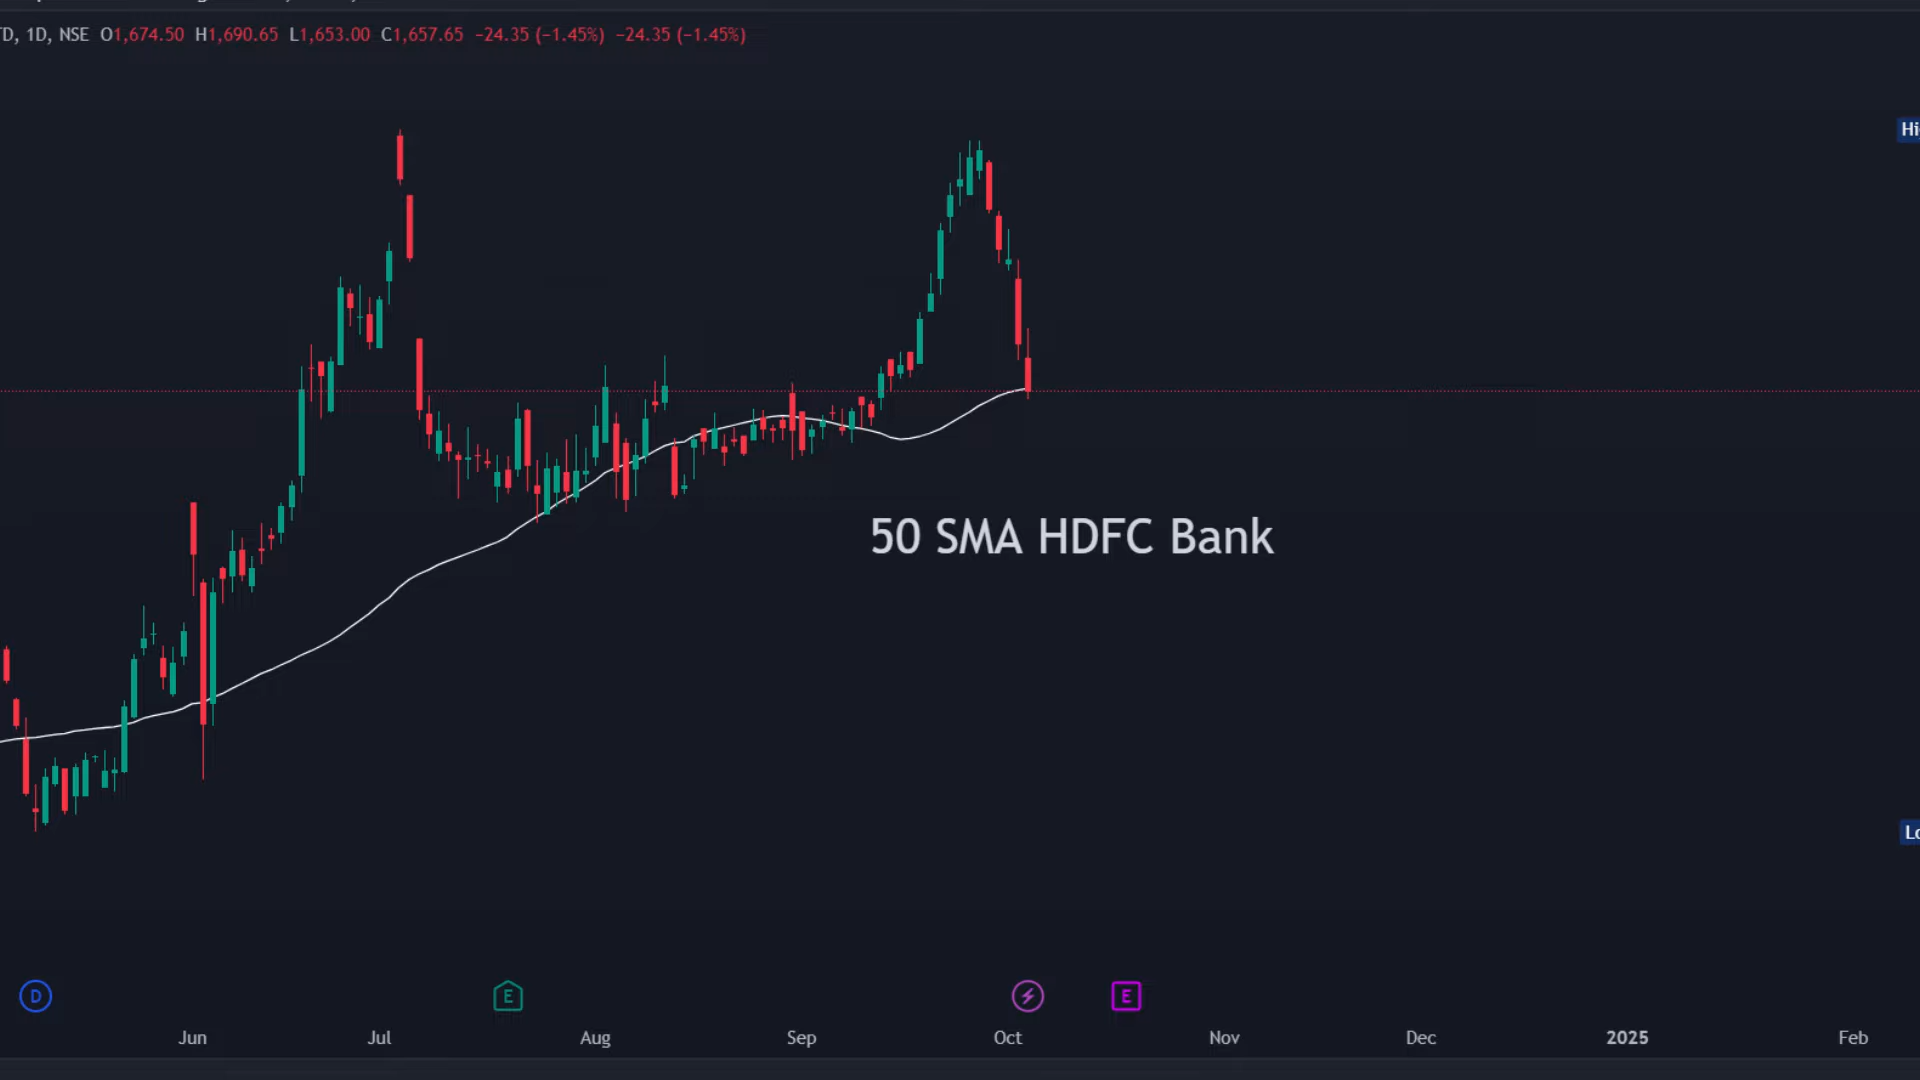 TD, 1D, NSE O1,674.50 H1,690.65 L1,653.00 C1,657.65 −24.35 (−1.45%) −24.35 (−1.45%)
Hi
50 SMA HDFC Bank
Lo
D E E
Jun Jul Aug Sep Oct Nov Dec 2025 Feb